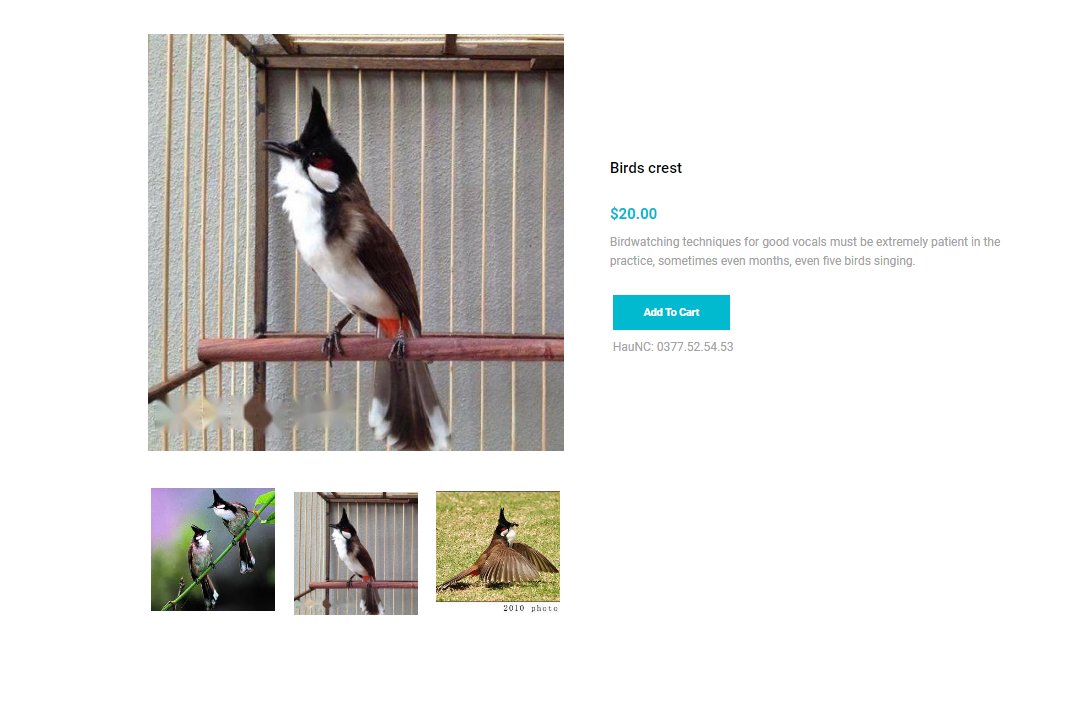 Birds crest
$20.00
Birdwatching techniques for good vocals must be extremely patient in the
practice, sometimes even months, even five birds singing.
Add To Cart
HauNC: 0377.52.54.53
2010 photo